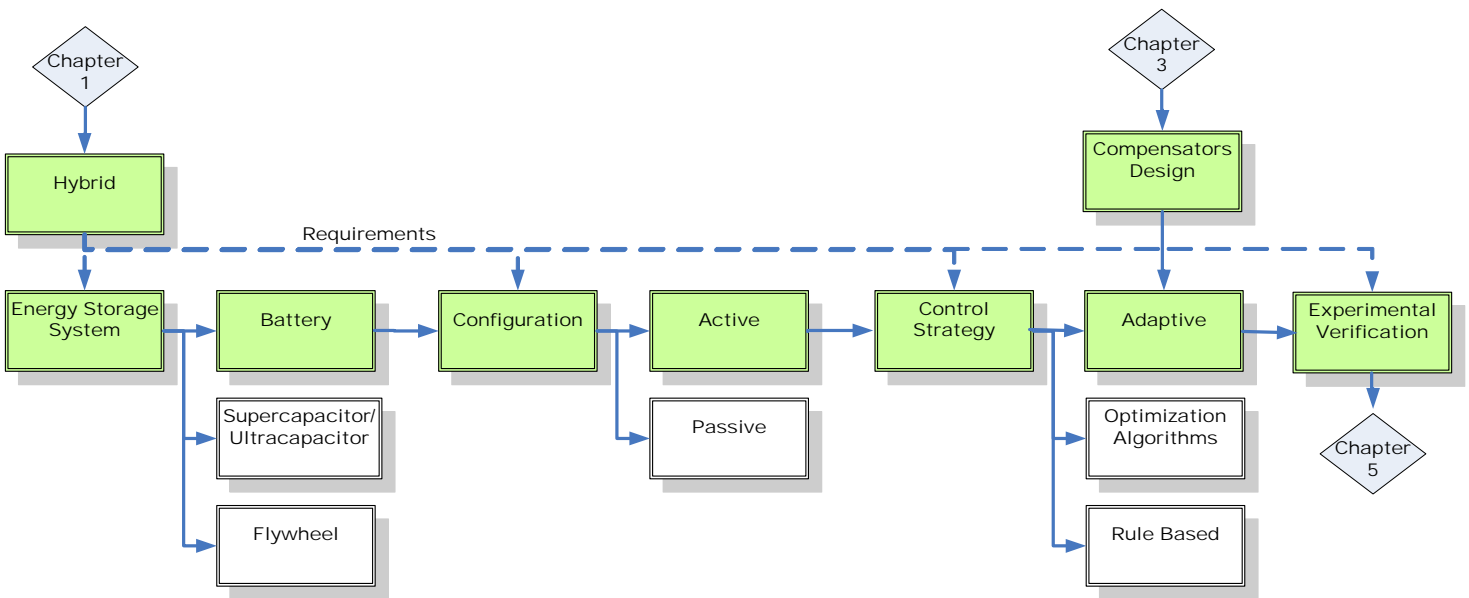 Chapter
1
Chapter
3
Hybrid
Compensators
Design
Requirements
Energy Storage
System
Battery
Configuration
Active
Control
Strategy
Adaptive
Experimental
Verification
Supercapacitor/
Ultracapacitor
Passive
Optimization
Algorithms
Chapter
5
Flywheel
Rule Based